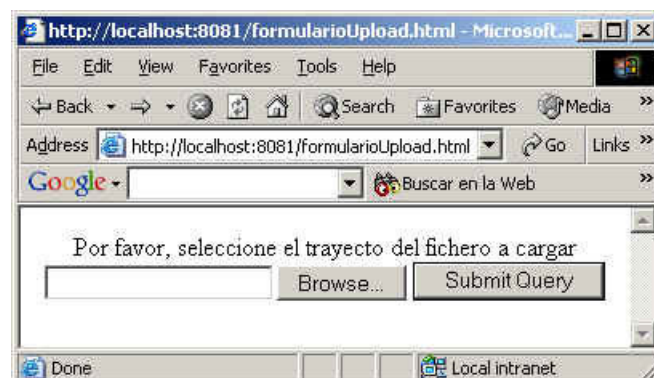 http://localhost:8081/formularioUpload.html - Microsoft...
File Edit View Favorites Tools Help
Back Search Favorites Media »
Address http://localhost:8081/formularioUpload.html Go Links »
Google Buscar en la Web »
Por favor, seleccione el trayecto del fichero a cargar
Browse... Submit Query
Done Local intranet